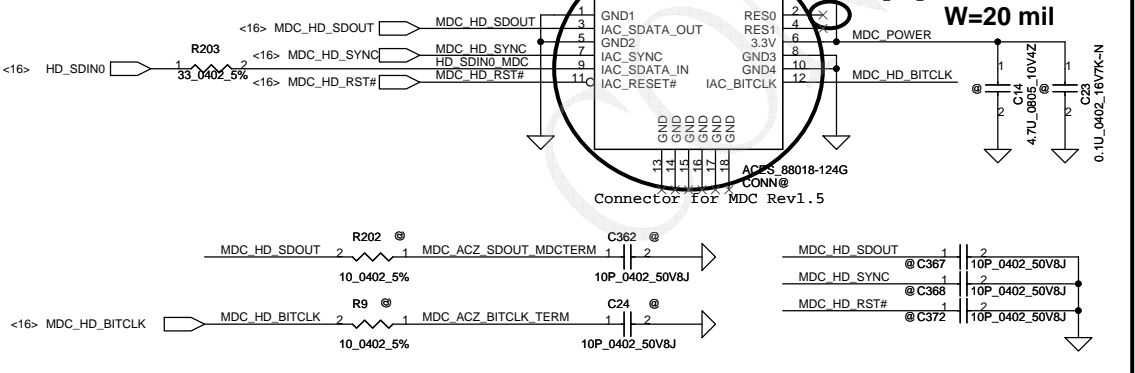 W=20 mil
<16> MDC_HD_SDOUT MDC_HD_SDOUT 1 GND1 RES0 2
3 IAC_SDATA_OUT RES1 4
5 GND2 3.3V 6 MDC_POWER
<16> MDC_HD_SYNC MDC_HD_SYNC 7 IAC_SYNC GND3 8
<16> HD_SDIN0 1 R203 2 HD_SDIN0_MDC 9 IAC_SDATA_IN GND4 10
33_0402_5%
<16> MDC_HD_RST# MDC_HD_RST# 11 IAC_RESET# IAC_BITCLK 12 MDC_HD_BITCLK
@ 1 2 C14 4.7U_0805_10V4Z
@ 1 2 C23 0.1U_0402_16V7K-N
GND GND GND GND GND GND
13 14 15 16 17 18
ACES_88018-124G
CONN@
Connector for MDC Rev1.5
R202 @ C362 @
MDC_HD_SDOUT 2 1 MDC_ACZ_SDOUT_MDCTERM 1 2
10_0402_5% 10P_0402_50V8J
MDC_HD_SDOUT 1 2
@C367 10P_0402_50V8J
MDC_HD_SYNC 1 2
@C368 10P_0402_50V8J
MDC_HD_RST# 1 2
@C372 10P_0402_50V8J
R9 @ C24 @
<16> MDC_HD_BITCLK MDC_HD_BITCLK 2 1 MDC_ACZ_BITCLK_TERM 1 2
10_0402_5% 10P_0402_50V8J